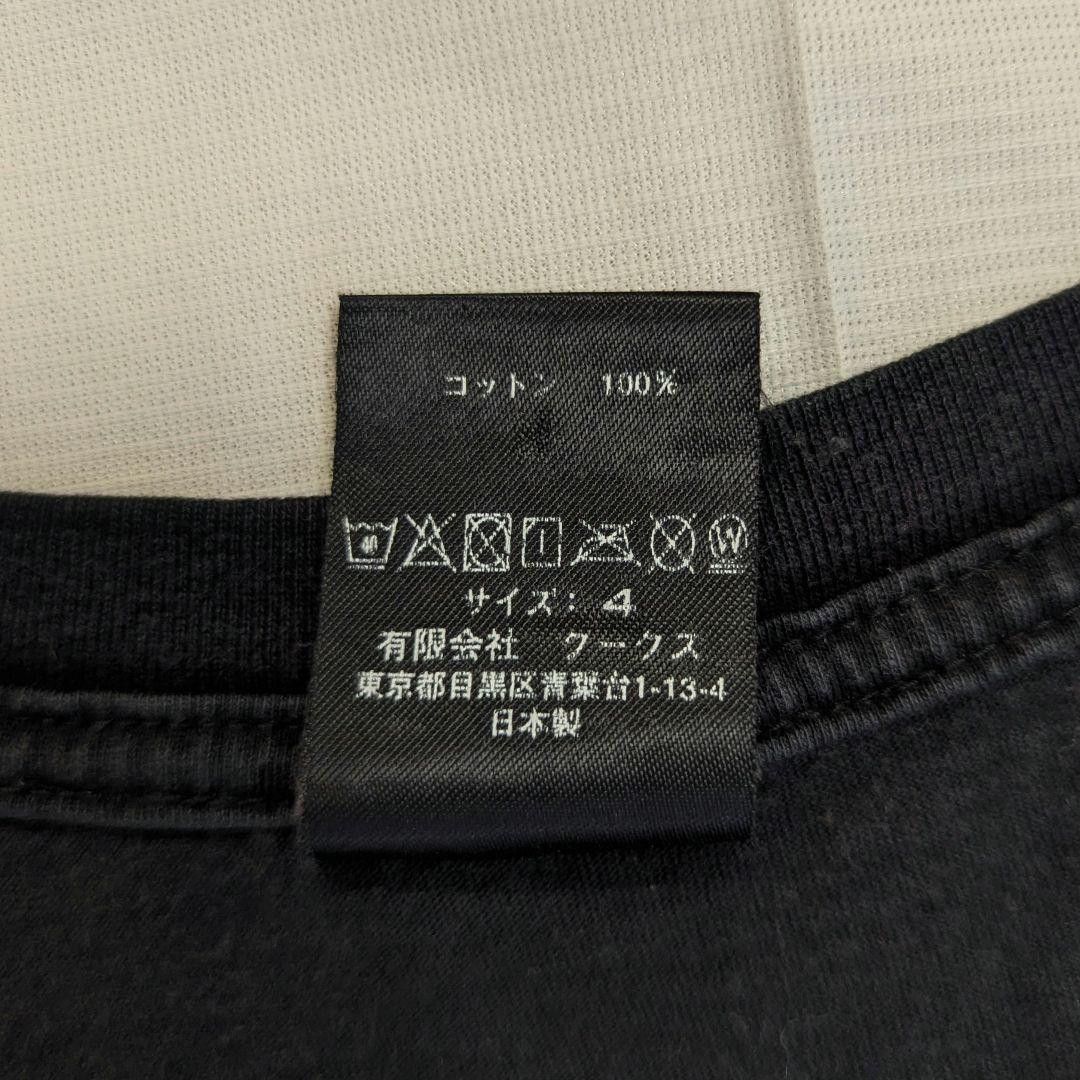 コットン 100%
40
W
サイズ: 4
有限会社 クークス
東京都目黒区青葉台1-13-4
日本製